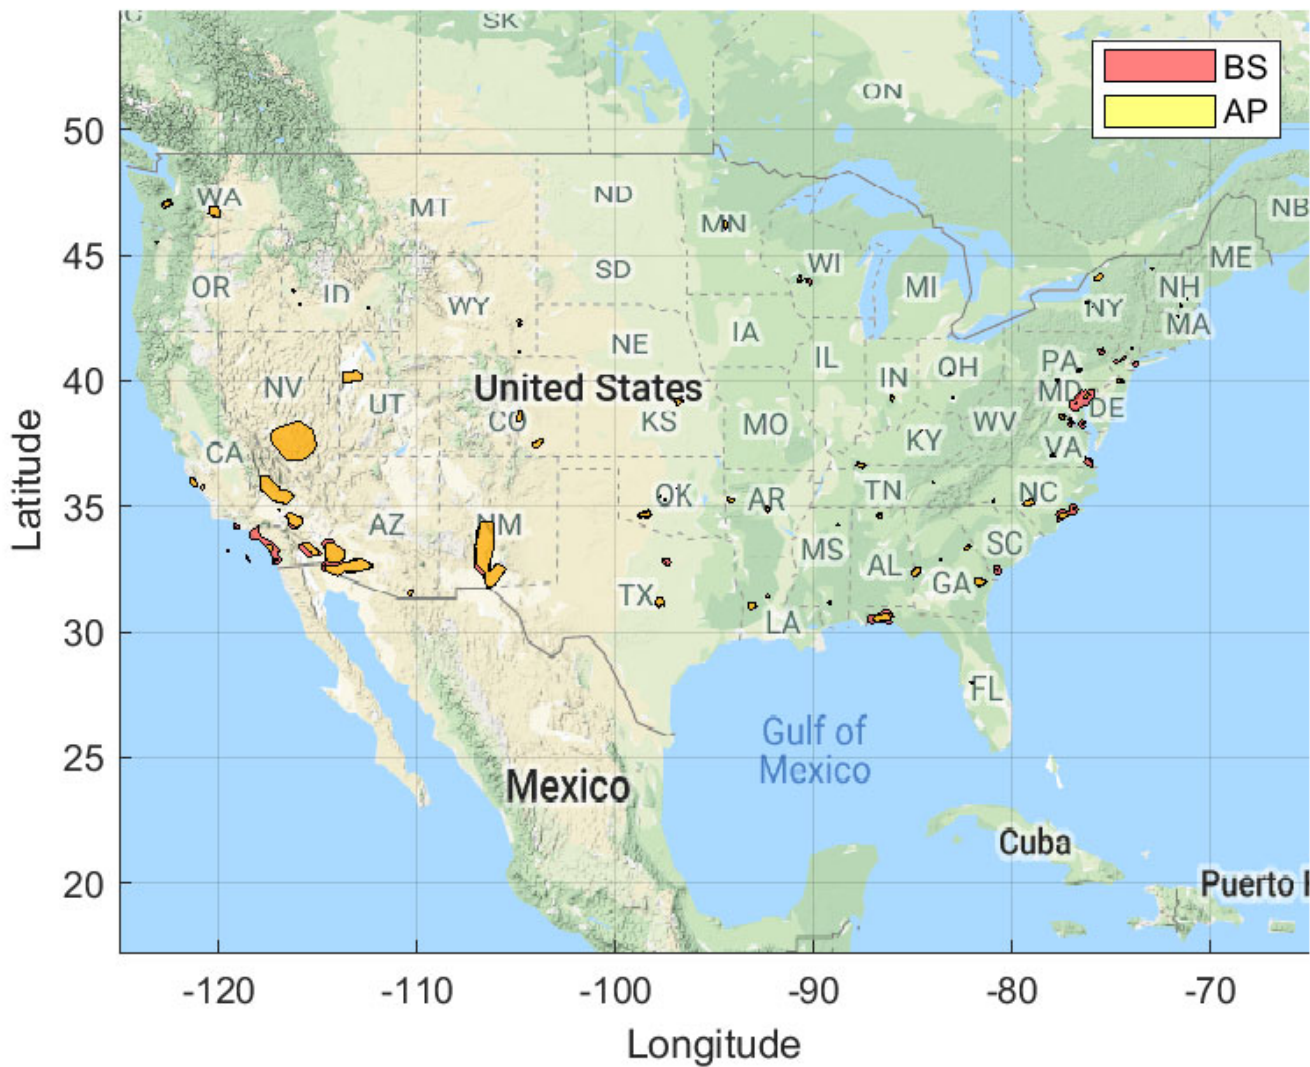 SK
BS
AP
ON
50
WA
MT
ND
MN
NB
45
OR
ID
SD
WI
MI
ME
NH
WY
NY
MA
NE
IA
IL
IN
OH
PA
40
NV
UT
United States
CO
KS
MO
MD
DE
WV
CA
KY
VA
35
AZ
NM
OK
AR
TN
NC
MS
AL
SC
GA
TX
LA
30
FL
25
Gulf of
Mexico
Mexico
Cuba
20
Puerto
Latitude
-120
-110
-100
-90
-80
-70
Longitude